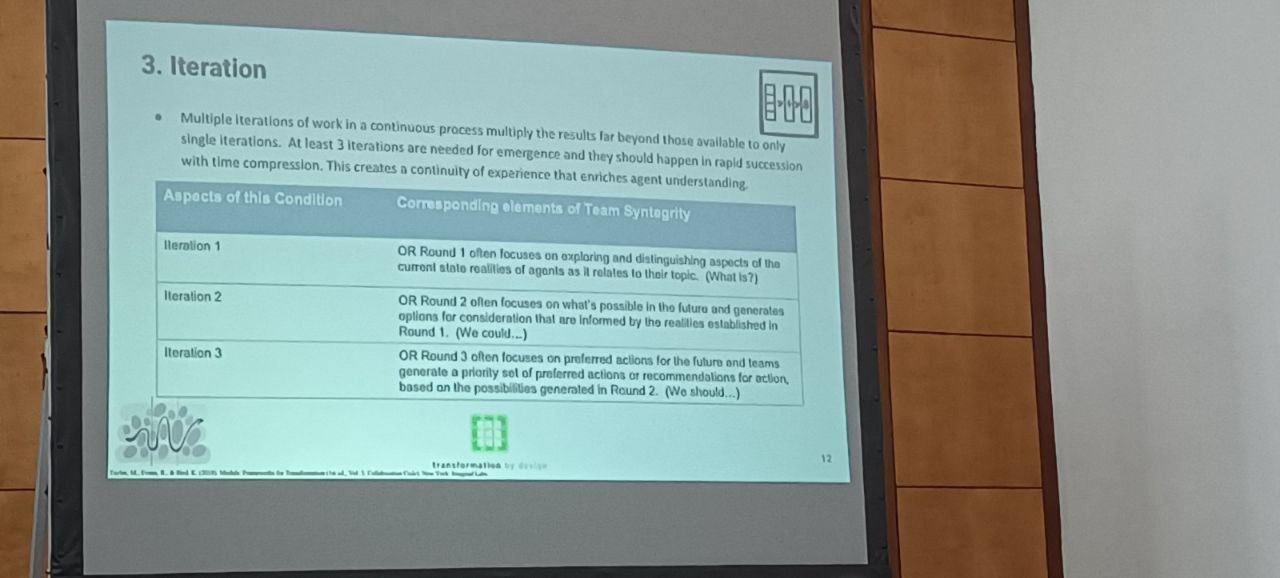 3. Iteration
• Multiple iterations of work in a continuous process multiply the results far beyond those available to only
single iterations. At least 3 iterations are needed for emergence and they should happen in rapid succession
with time compression. This creates a continuity of experience that enriches agent understanding.
Aspects of this Condition
Corresponding elements of Team Syntegrity
Iteration 1
OR Round 1 often focuses on exploring and distinguishing aspects of the
current state realities of agents as it relates to their topic. (What is?)
Iteration 2
OR Round 2 often focuses on what's possible in the future and generates
options for consideration that are informed by the realities established in
Round 1. (We could...)
Iteration 3
OR Round 3 often focuses on preferred actions for the future and teams
generate a priority set of preferred actions or recommendations for action,
based on the possibilities generated in Round 2. (We should...)
transformation by design
12